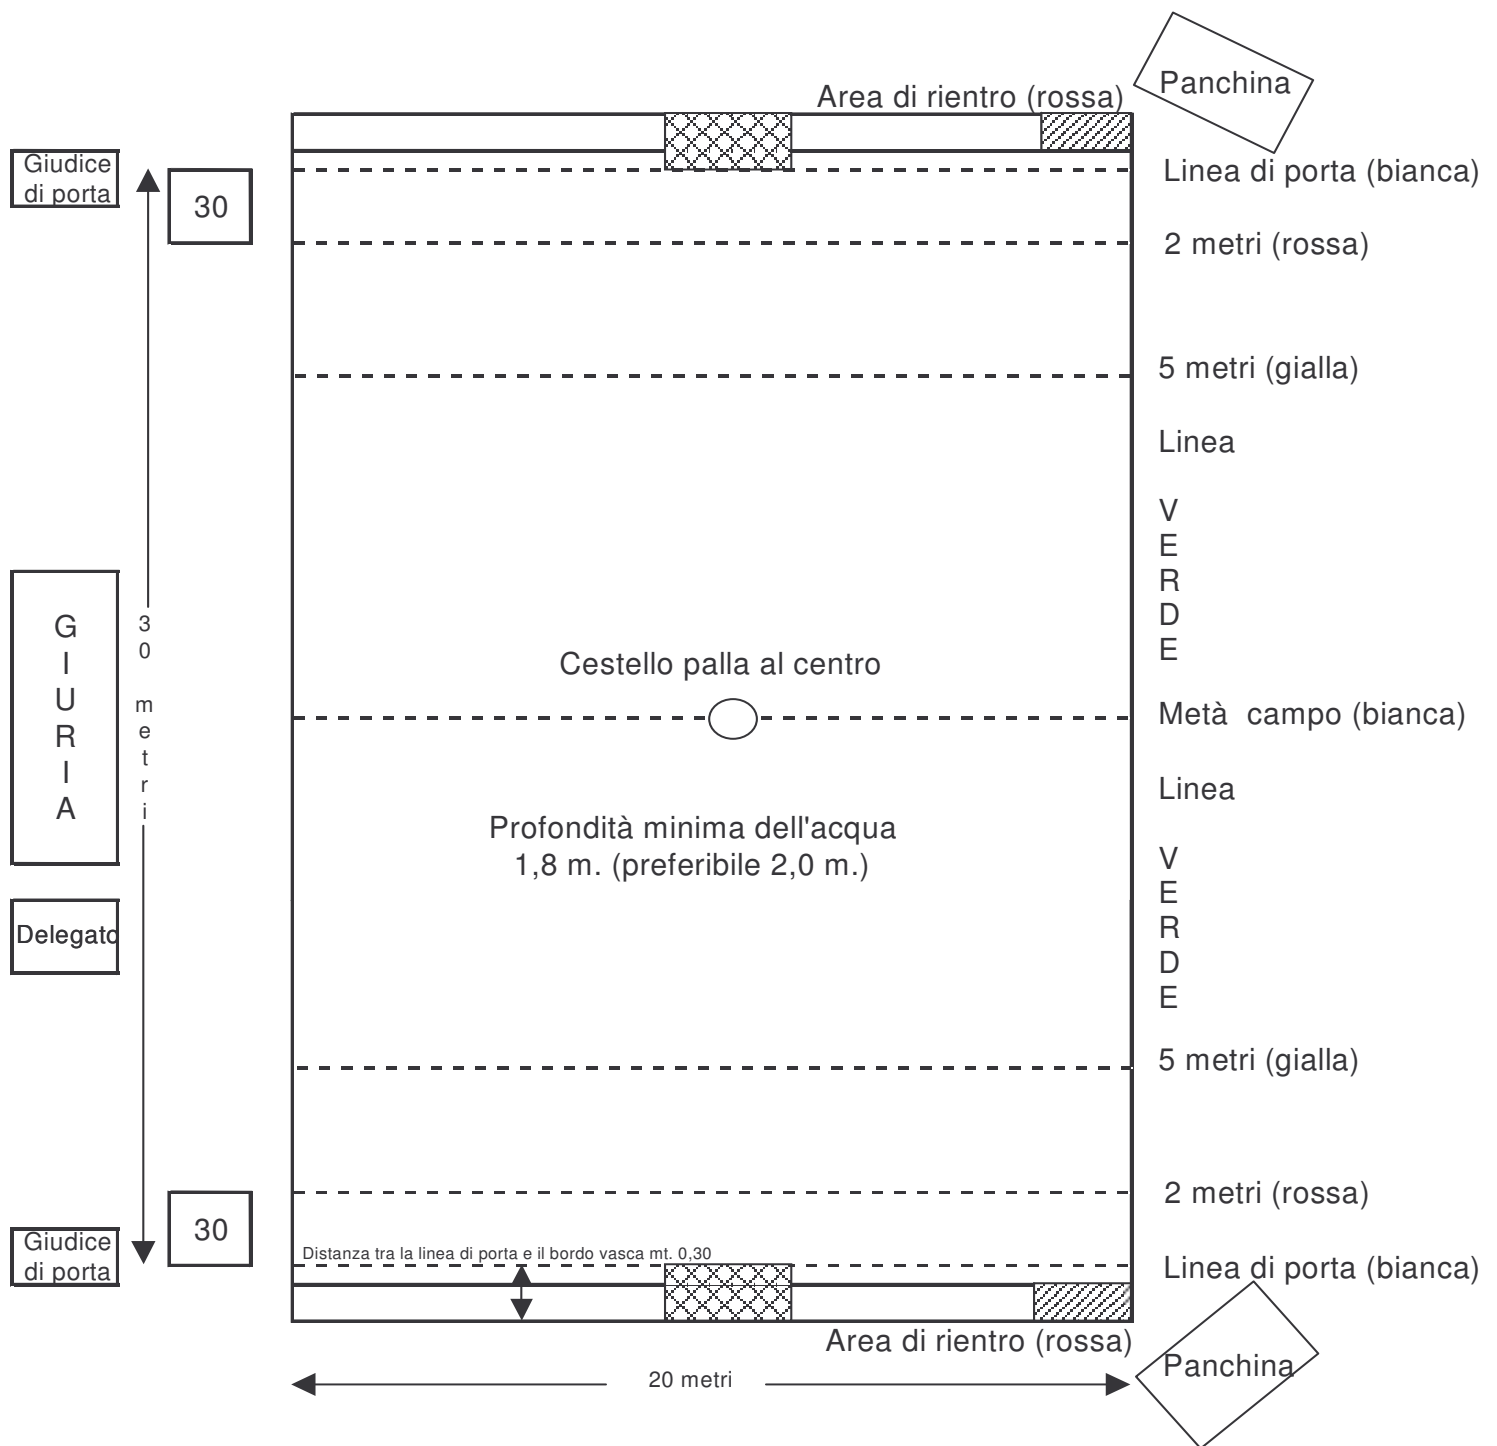 Panchina
Area di rientro (rossa)
Giudice
di porta
Linea di porta (bianca)
30
2 metri (rossa)
5 metri (gialla)
Linea
V
E
R
D
E
G
I
U
R
I
A
3
0
m
e
t
r
i
Cestello palla al centro
Metà campo (bianca)
Linea
Profondità minima dell'acqua
1,8 m. (preferibile 2,0 m.)
V
E
R
D
E
Delegato
5 metri (gialla)
2 metri (rossa)
30
Giudice
di porta
Distanza tra la linea di porta e il bordo vasca mt. 0,30
Linea di porta (bianca)
Area di rientro (rossa)
Panchina
20 metri